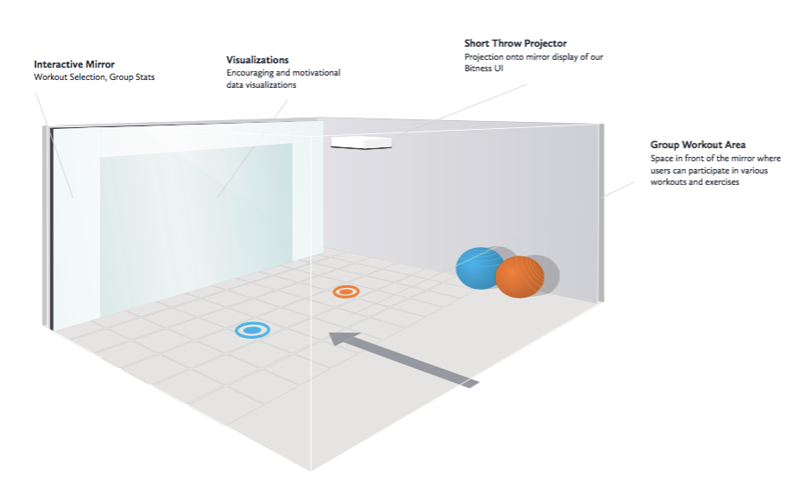 Interactive Mirror
Workout Selection, Group Stats
Visualizations
Encouraging and motivational
data visualizations
Short Throw Projector
Projection onto mirror display of our
Bitness UI
Group Workout Area
Space in front of the mirror where
users can participate in various
workouts and exercises